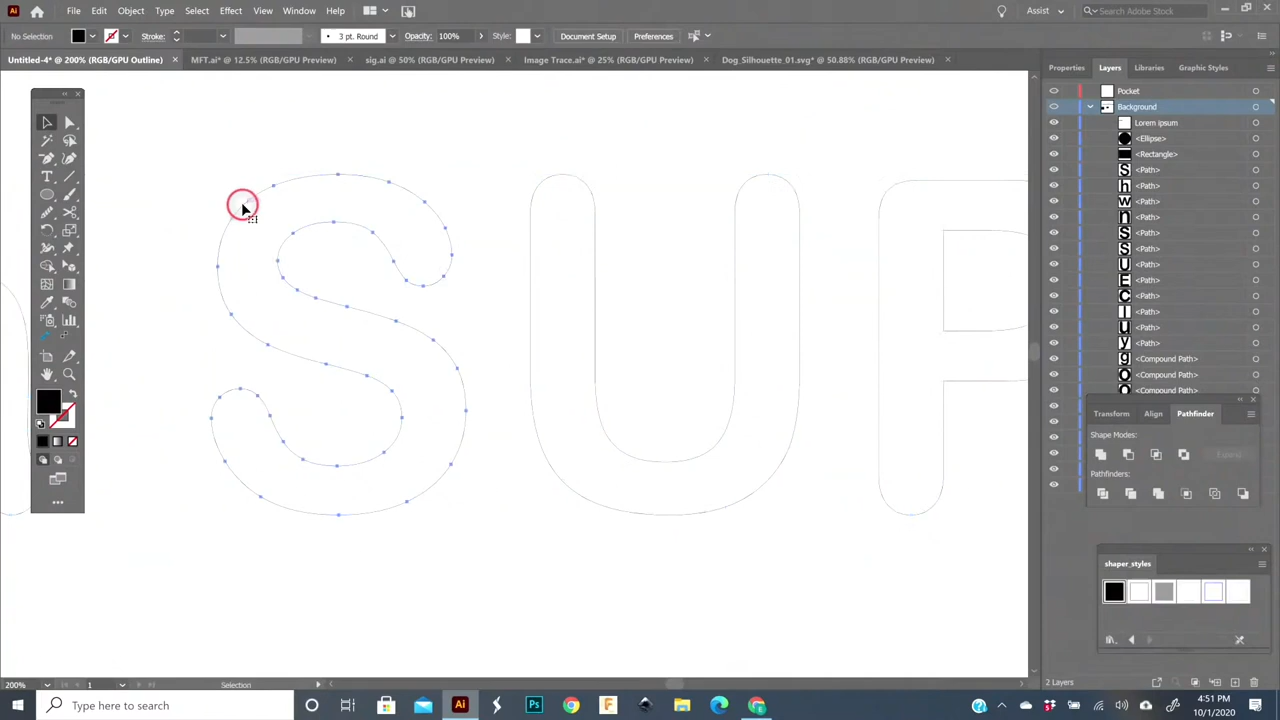 Ai File Edit Object Type Select Effect View Window Help Assist Search Adobe Stock
No Selection Stroke: 3 pt. Round Opacity: 100% Style: Document Setup Preferences
Untitled-4* @ 200% (RGB/GPU Outline) × MFT.ai* @ 12.5% (RGB/GPU Preview) × sig.ai @ 50% (RGB/GPU Preview) × Image Trace.ai* @ 25% (RGB/GPU Preview) × Dog_Silhouette_01.svg* @ 50.88% (RGB/GPU Preview) ×
Properties Layers Libraries Graphic Styles
Pocket
Background
Lorem ipsum
<Ellipse>
<Rectangle>
S <Path>
h <Path>
w <Path>
n <Path>
S <Path>
S <Path>
U <Path>
E <Path>
C <Path>
l <Path>
u <Path>
y <Path>
g <Compound Path>
o <Compound Path>
o <Compound Path>
SUP
Transform Align Pathfinder
Shape Modes:
Expand
Pathfinders:
shaper_styles
2 Layers
200% 1 Selection
Type here to search
Ai Ps F
4:51 PM
10/1/2020